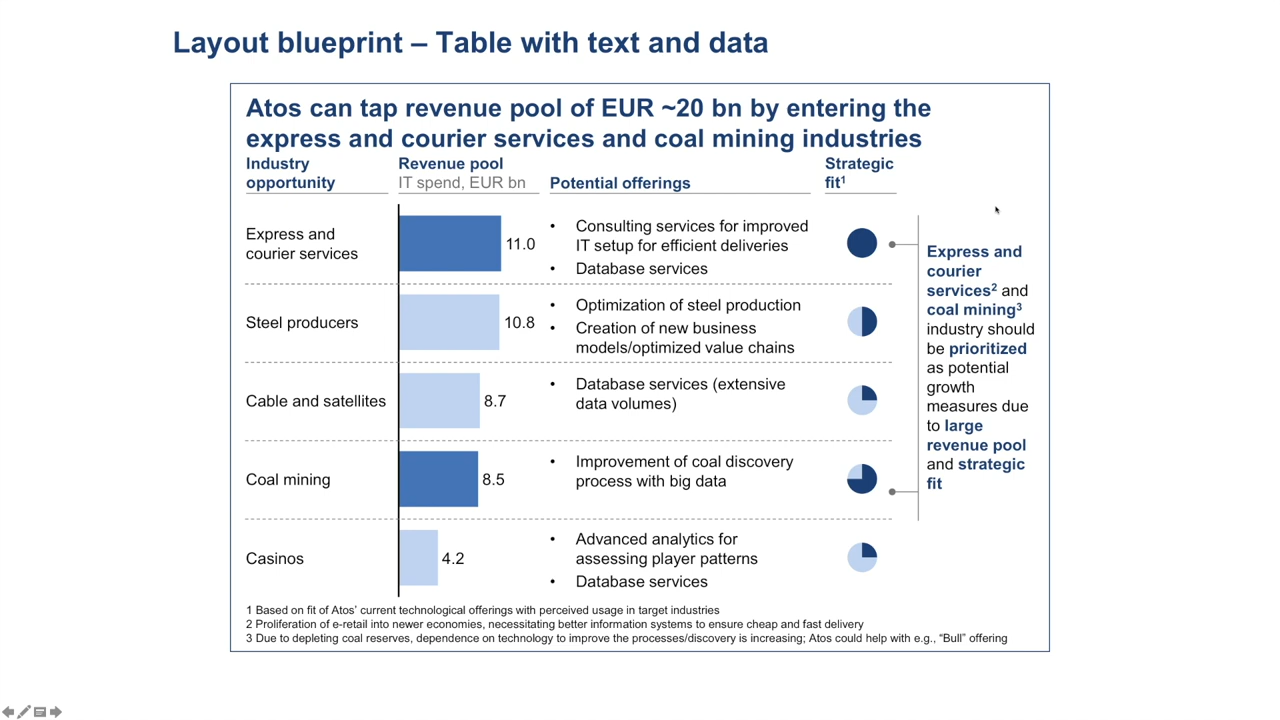 Layout blueprint – Table with text and data
Atos can tap revenue pool of EUR ~20 bn by entering the
express and courier services and coal mining industries
Industry
opportunity
Revenue pool
IT spend, EUR bn
Potential offerings
Strategic
fit¹
Express and
courier services
11.0
• Consulting services for improved
IT setup for efficient deliveries
• Database services
Steel producers
10.8
• Optimization of steel production
• Creation of new business
models/optimized value chains
Cable and satellites
8.7
• Database services (extensive
data volumes)
Coal mining
8.5
• Improvement of coal discovery
process with big data
Casinos
4.2
• Advanced analytics for
assessing player patterns
• Database services
Express and
courier
services² and
coal mining³
industry should
be prioritized
as potential
growth
measures due
to large
revenue pool
and strategic
fit
1 Based on fit of Atos’ current technological offerings with perceived usage in target industries
2 Proliferation of e-retail into newer economies, necessitating better information systems to ensure cheap and fast delivery
3 Due to depleting coal reserves, dependence on technology to improve the processes/discovery is increasing; Atos could help with e.g., “Bull” offering